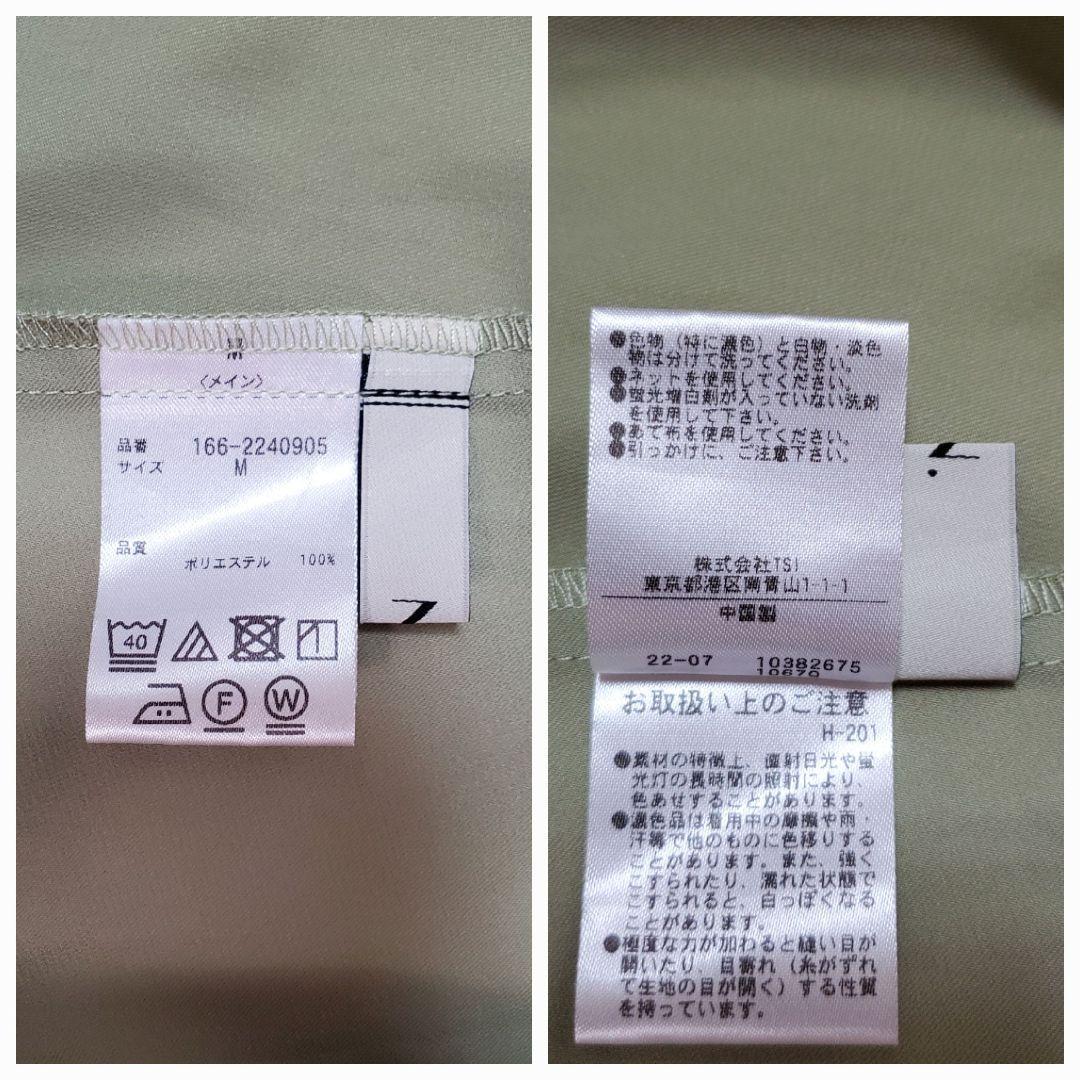 M
〈メイン〉
品番 166-2240905
サイズ M
品質
ポリエステル 100%
40
F W
●色物（特に濃色）と白物・淡色
物は分けて洗ってください。
●ネットを使用してください。
●蛍光増白剤が入っていない洗剤
を使用して下さい。
●あて布を使用してください。
●引っかけに、ご注意下さい。
株式会社TSI
東京都港区南青山1-1-1
中国製
22-07 10382675
10679
お取扱い上のご注意
H-201
●素材の特徴上、直射日光や蛍
光灯の長時間の照射により、
色あせすることがあります。
●濃色品は着用中の摩擦や雨・
汗等で他のものに色移りする
ことがあります。また、強く
こすられたり、濡れた状態で
こすられると、白っぽくなる
ことがあります。
●極度な力が加わると縫い目が
開いたり、目寄れ（糸がずれ
て生地の目が開く）する性質
を持っています。